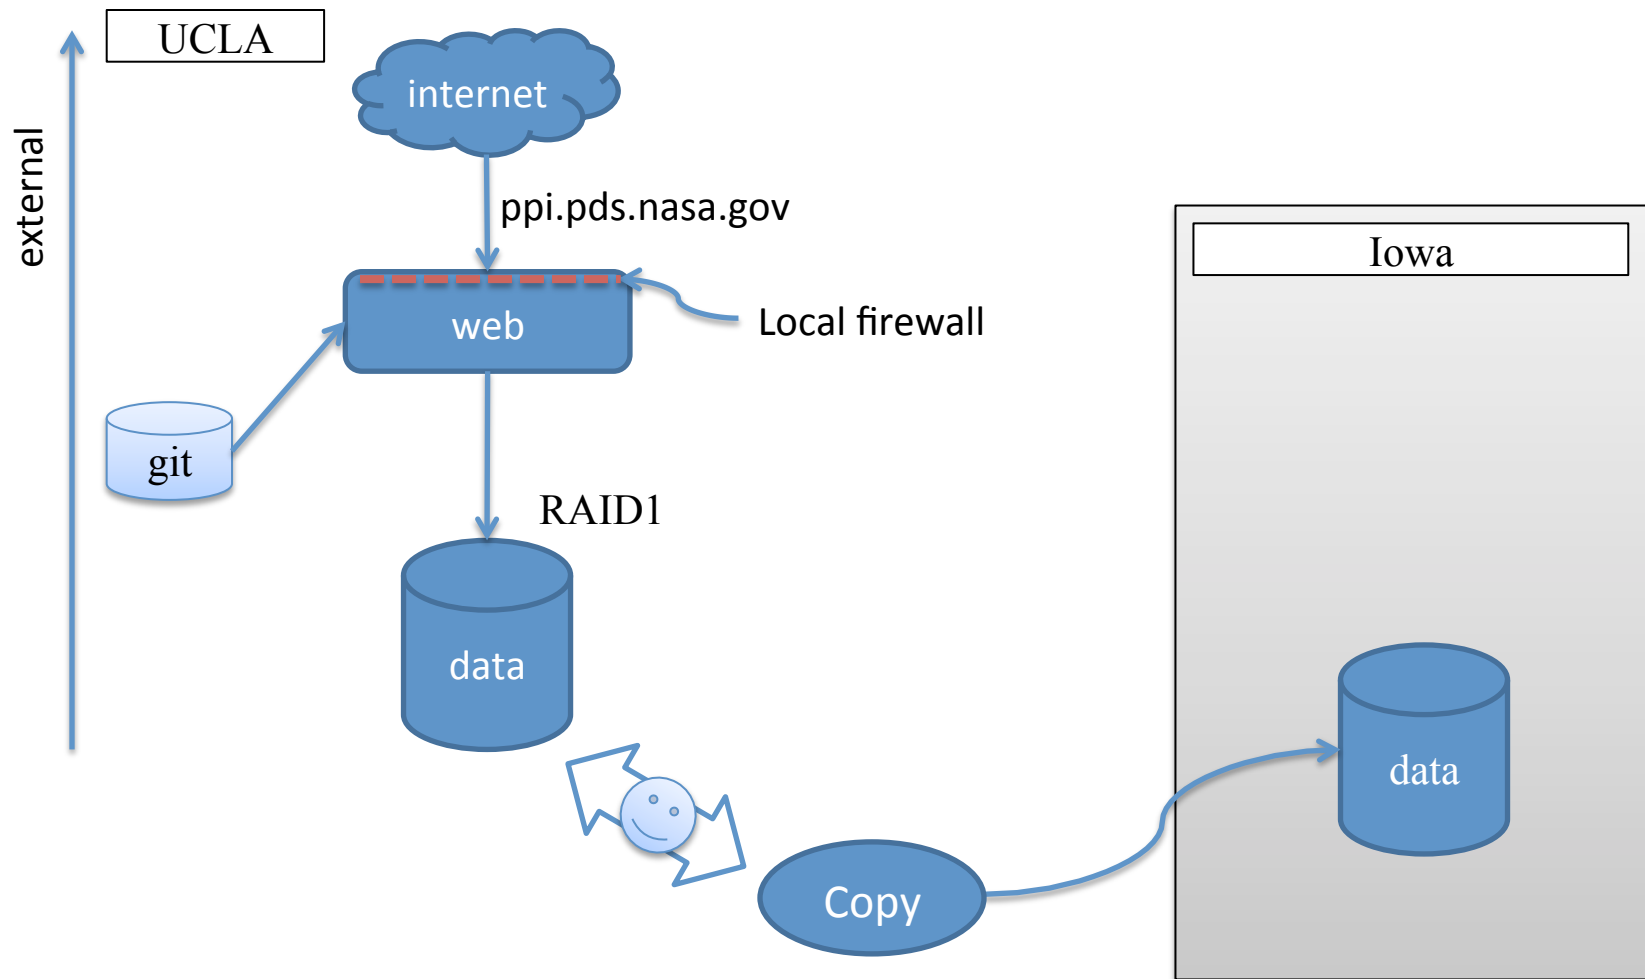 UCLA
internet
external
ppi.pds.nasa.gov
Iowa
web
Local firewall
git
RAID1
data
data
Copy